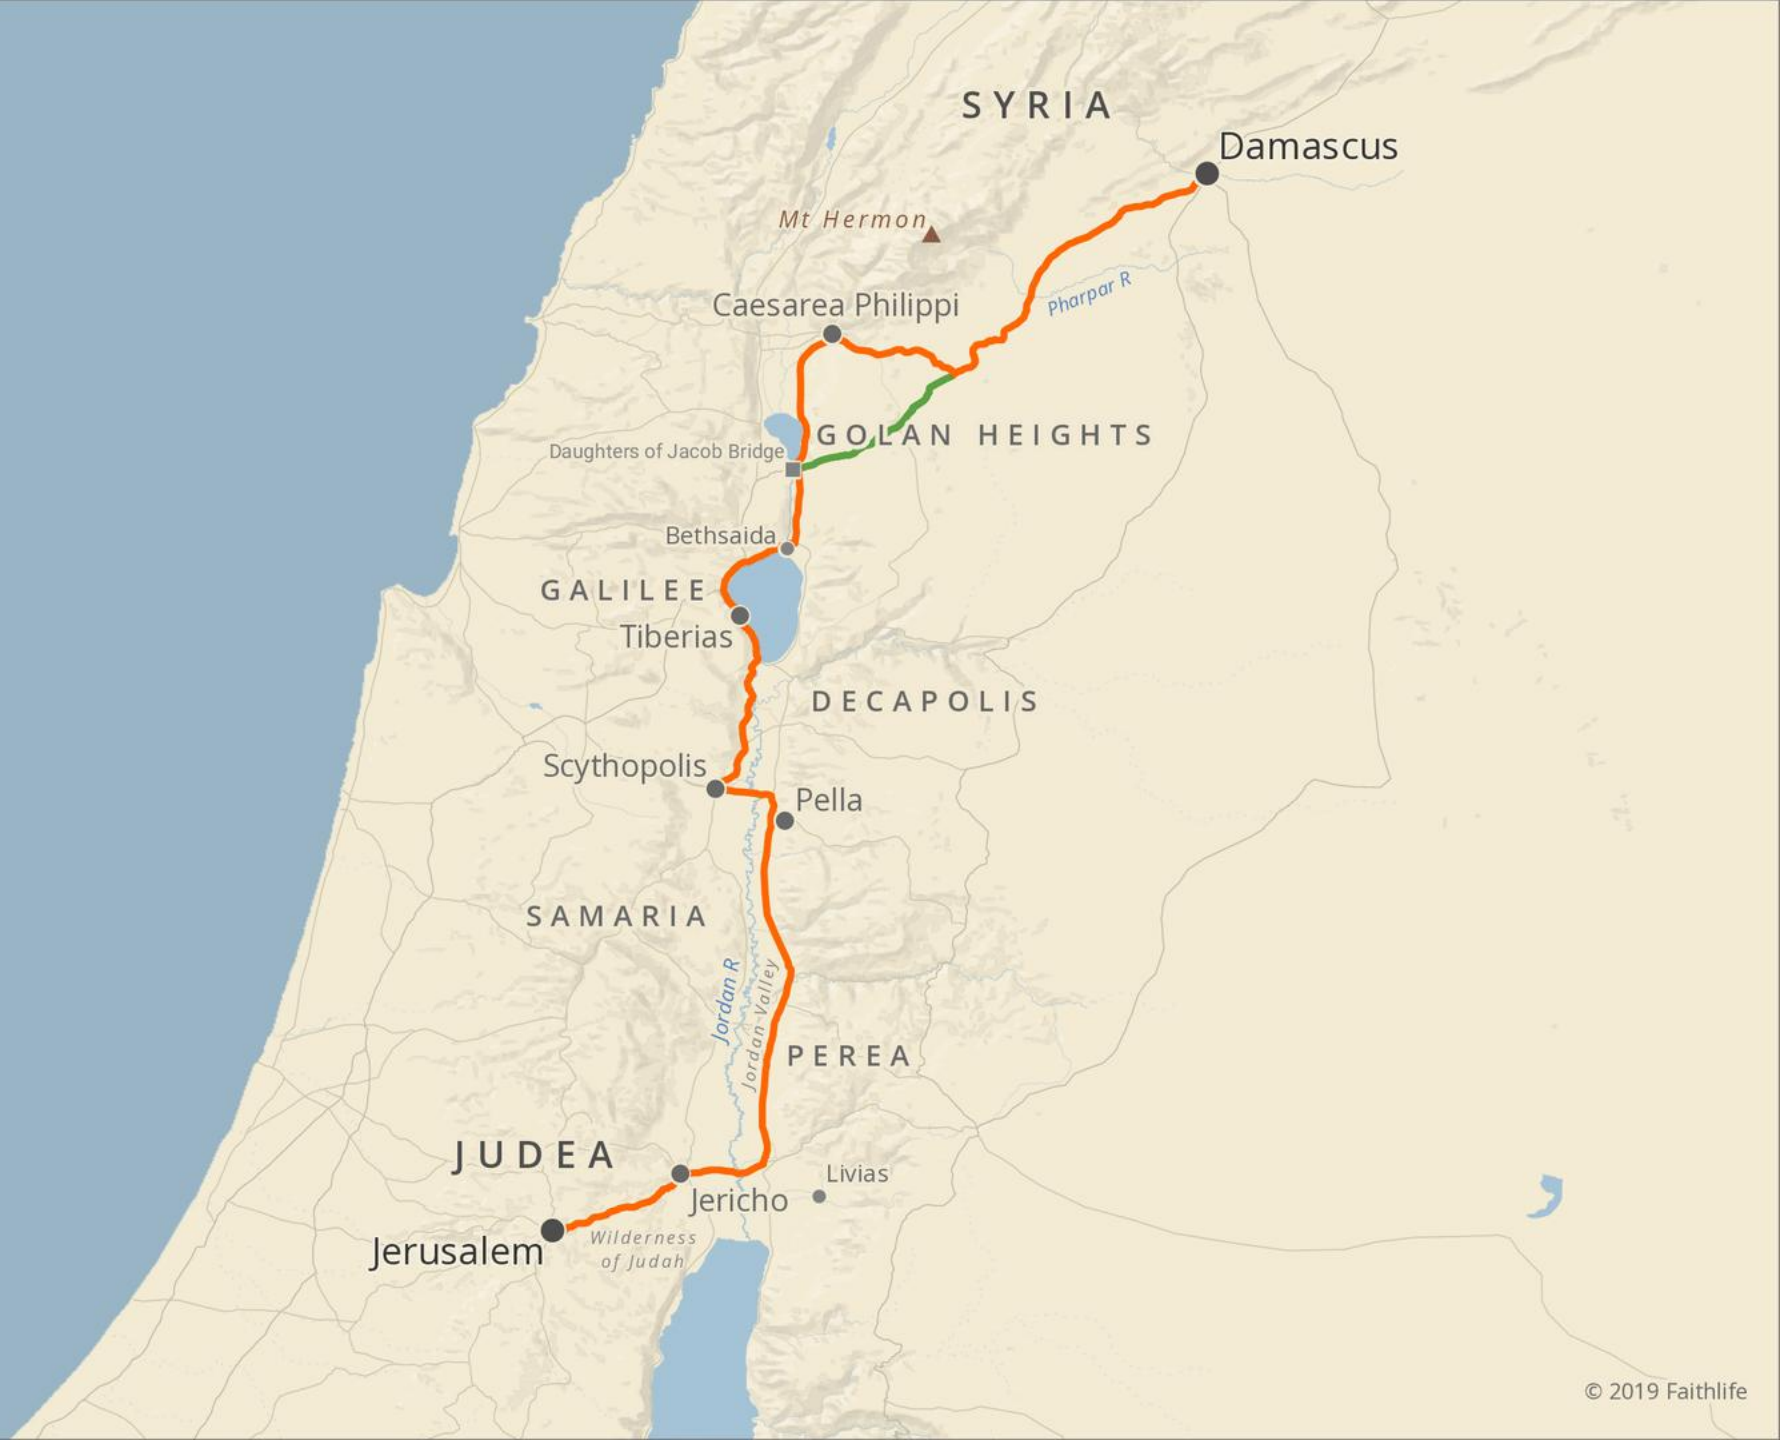 SYRIA
Damascus
Mt Hermon
Pharpar R
Caesarea Philippi
GOLAN HEIGHTS
Daughters of Jacob Bridge
Bethsaida
GALILEE
Tiberias
DECAPOLIS
Scythopolis
Pella
SAMARIA
Jordan R
Jordan Valley
PEREA
JUDEA
Livias
Jericho
Jerusalem
Wilderness
of Judah
© 2019 Faithlife